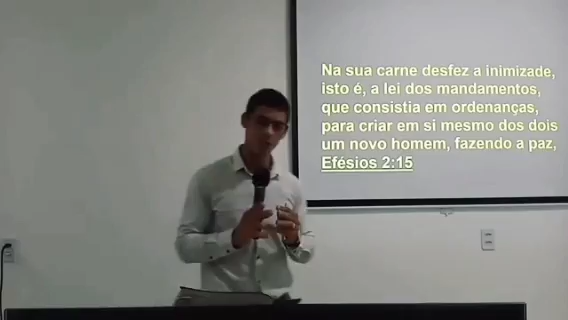 Na sua carne desfez a inimizade,
isto é, a lei dos mandamentos,
que consistia em ordenanças,
para criar em si mesmo dos dois
um novo homem, fazendo a paz,
Efésios 2:15